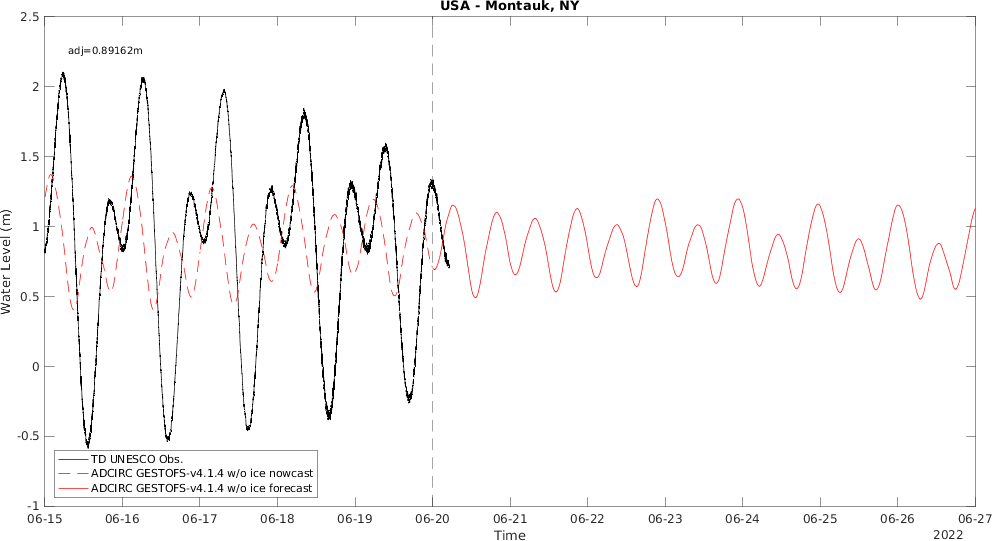 USA - Montauk, NY
adj=0.89162m
Water Level (m)
2.5
2
1.5
1
0.5
0
-0.5
-1
TD UNESCO Obs.
ADCIRC GESTOFS-v4.1.4 w/o ice nowcast
ADCIRC GESTOFS-v4.1.4 w/o ice forecast
06-15 06-16 06-17 06-18 06-19 06-20 06-21 06-22 06-23 06-24 06-25 06-26 06-27
Time
2022